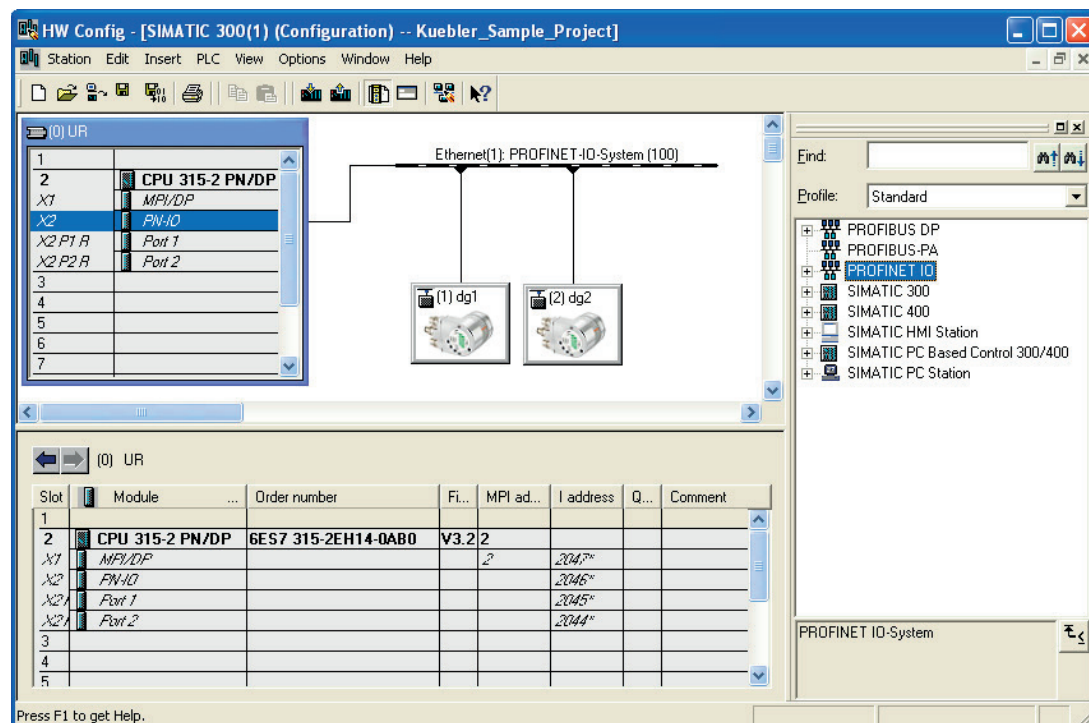 HW Config - [SIMATIC 300(1) (Configuration) -- Kuebler_Sample_Project]
Station Edit Insert PLC View Options Window Help
(0) UR
1
2 CPU 315-2 PN/DP
X1 MPI/DP
X2 PN-IO
X2 P1 R Port 1
X2 P2 R Port 2
3
4
5
6
7
Ethernet(1): PROFINET-IO-System (100)
(1) dg1
(2) dg2
Find:
Profile: Standard
PROFIBUS DP
PROFIBUS-PA
PROFINET IO
SIMATIC 300
SIMATIC 400
SIMATIC HMI Station
SIMATIC PC Based Control 300/400
SIMATIC PC Station
PROFINET IO-System
(0) UR
Slot Module ... Order number Fi... MPI ad... I address Q... Comment
1
2 CPU 315-2 PN/DP 6ES7 315-2EH14-0AB0 V3.2 2
X1 MPI/DP 2 2047*
X2 PN-IO 2046*
X2 Port 1 2045*
X2 Port 2 2044*
3
4
5
Press F1 to get Help.